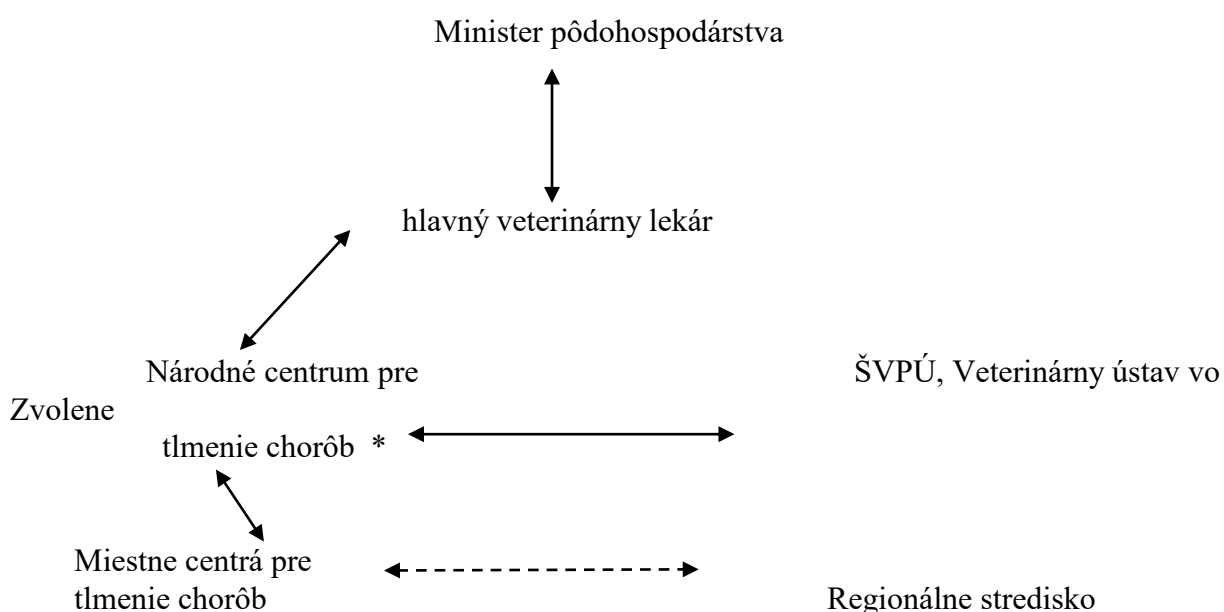 Minister pôdohospodárstva
hlavný veterinárny lekár
Národné centrum pre ŠVPÚ, Veterinárny ústav vo
Zvolene
tlmenie chorôb *
Miestne centrá pre
tlmenie chorôb Regionálne stredisko